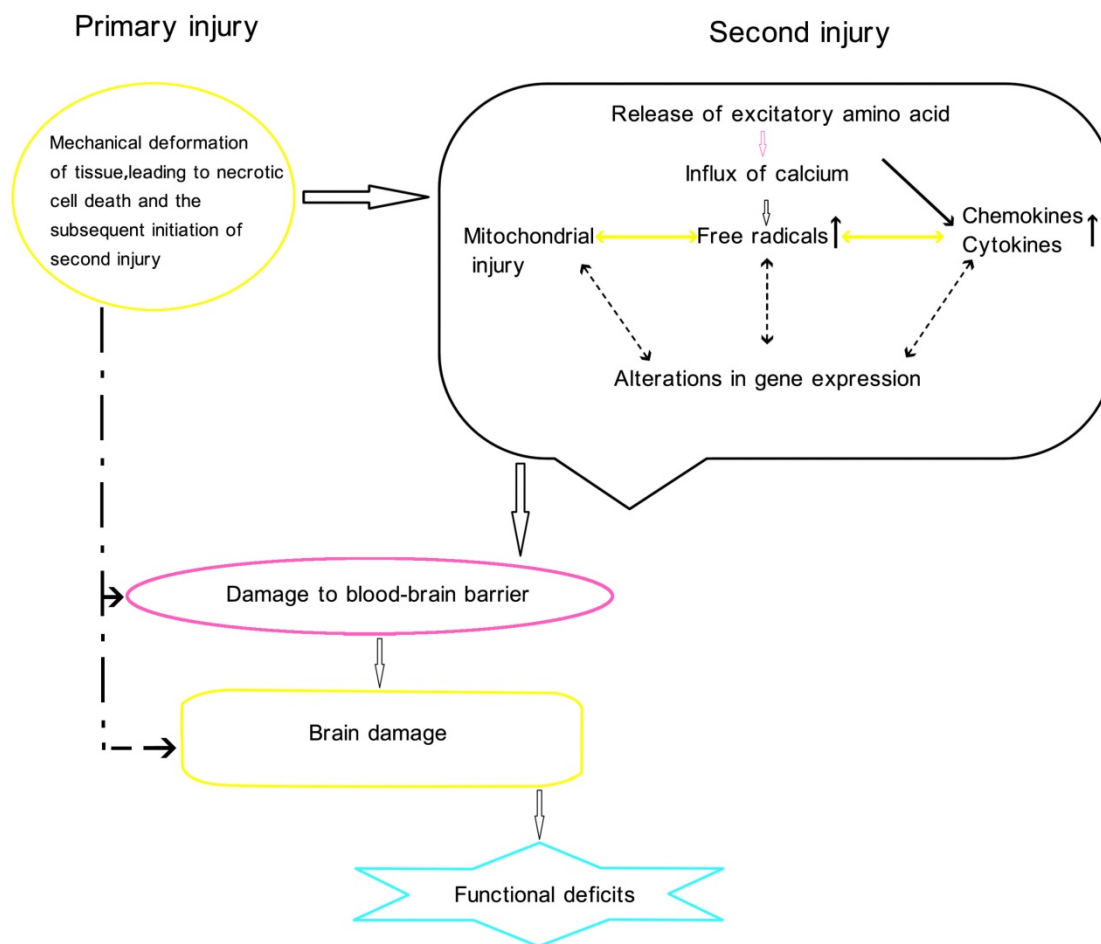 Primary injury
Second injury
Mechanical deformation
of tissue,leading to necrotic
cell death and the
subsequent initiation of
second injury
Release of excitatory amino acid
Influx of calcium
Mitochondrial
injury
Free radicals
Chemokines
Cytokines
Alterations in gene expression
Damage to blood-brain barrier
Brain damage
Functional deficits